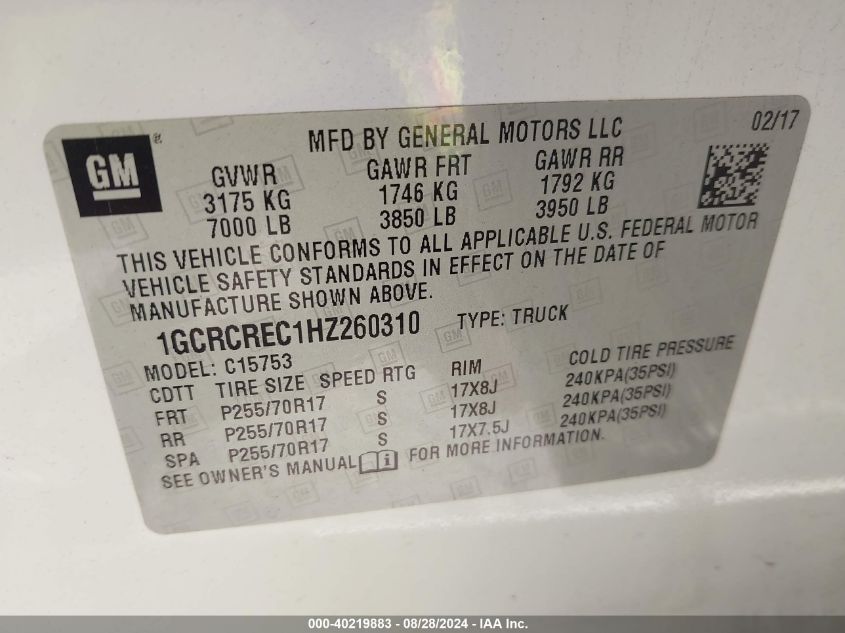 GM ®
MFD BY GENERAL MOTORS LLC 02/17
GVWR GAWR FRT GAWR RR
3175 KG 1746 KG 1792 KG
7000 LB 3850 LB 3950 LB
THIS VEHICLE CONFORMS TO ALL APPLICABLE U.S. FEDERAL MOTOR
VEHICLE SAFETY STANDARDS IN EFFECT ON THE DATE OF
MANUFACTURE SHOWN ABOVE.
1GCRCREC1HZ260310 TYPE: TRUCK
MODEL: C15753
CDTT TIRE SIZE SPEED RTG RIM COLD TIRE PRESSURE
FRT P255/70R17 S 17X8J 240KPA(35PSI)
RR P255/70R17 S 17X8J 240KPA(35PSI)
SPA P255/70R17 S 17X7.5J 240KPA(35PSI)
SEE OWNER'S MANUAL FOR MORE INFORMATION.
000-40219883 - 08/28/2024 - IAA Inc.